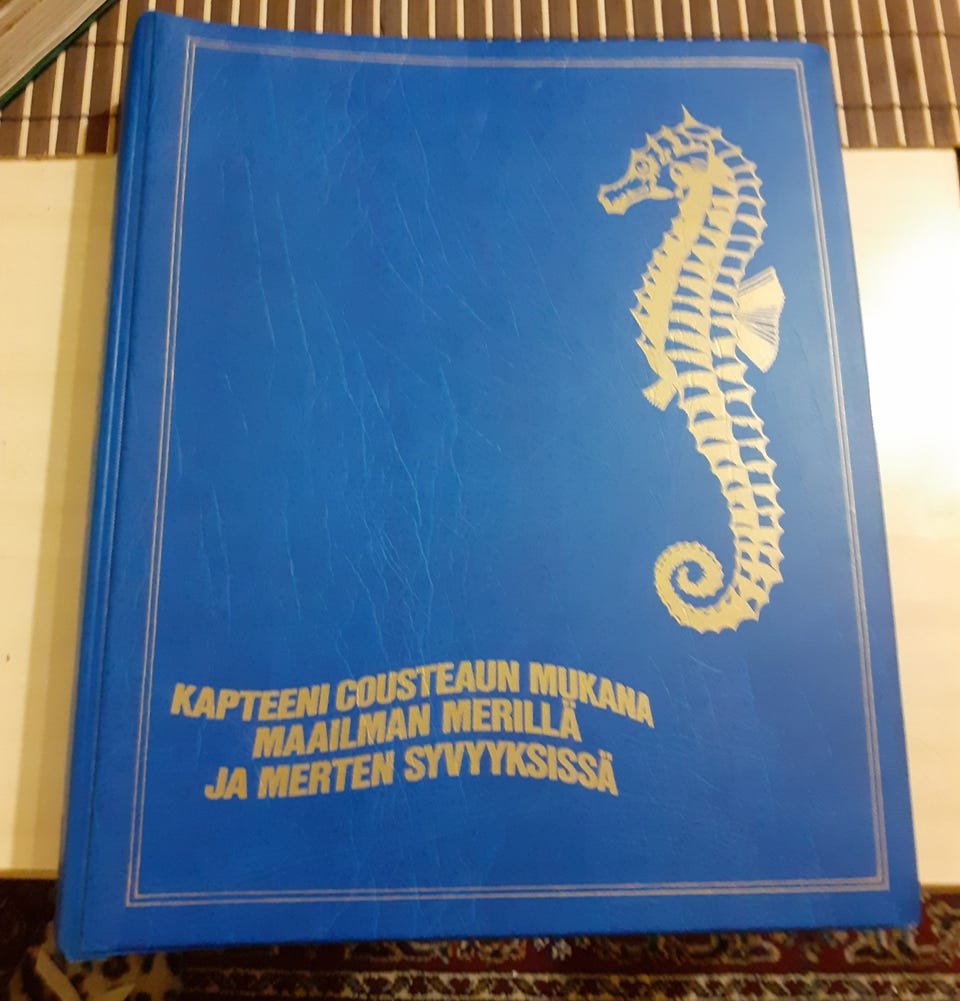 KAPTEENI COUSTEAUN MUKANA
MAAILMAN MERILLÄ
JA MERTEN SYVYYKSISSÄ